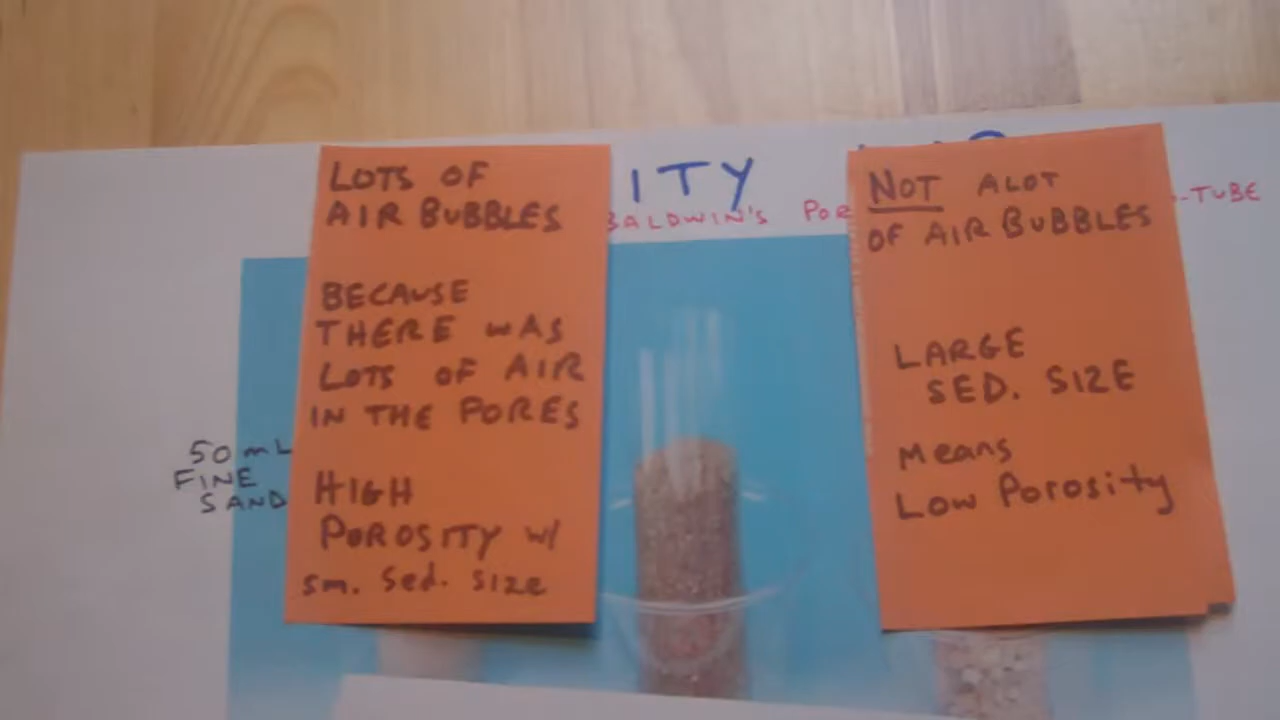 ITY
BALDWIN'S POR
-TUBE
LOTS OF
AIR BUBBLES
BECAUSE
THERE WAS
LOTS OF AIR
IN THE PORES
HIGH
POROSITY W/
sm. sed. size
50 mL
FINE
SAND
NOT ALOT
OF AIR BUBBLES
LARGE
SED. SIZE
Means
Low Porosity